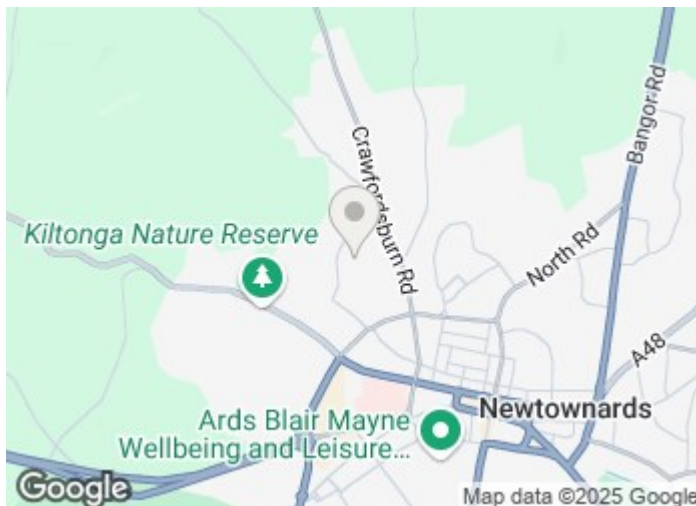 Crawfordsburn Rd
Bangor Rd
Kiltonga Nature Reserve
North Rd
A48
Newtownards
Ards Blair Mayne
Wellbeing and Leisure...
Google
Map data ©2025 Google